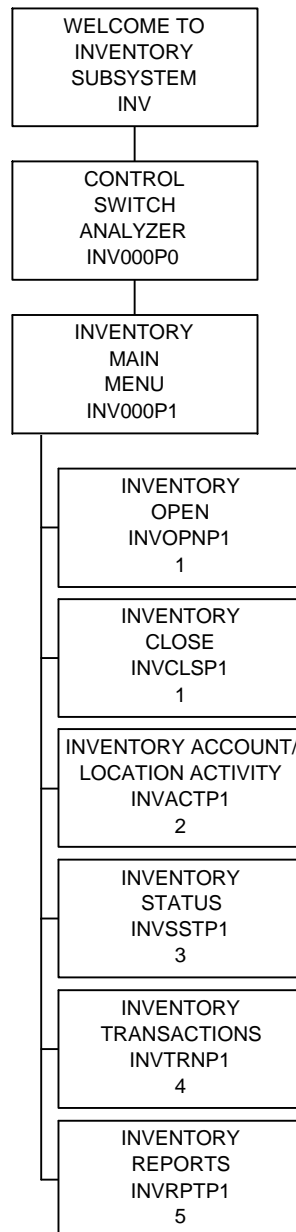 WELCOME TO
INVENTORY
SUBSYSTEM
INV
CONTROL
SWITCH
ANALYZER
INV000P0
INVENTORY
MAIN
MENU
INV000P1
INVENTORY
OPEN
INVOPNP1
1
INVENTORY
CLOSE
INVCLSP1
1
INVENTORY ACCOUNT/
LOCATION ACTIVITY
INVACTP1
2
INVENTORY
STATUS
INVSSTP1
3
INVENTORY
TRANSACTIONS
INVTRNP1
4
INVENTORY
REPORTS
INVRPTP1
5